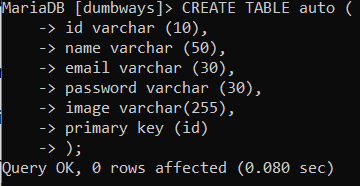 MariaDB [dumbways]> CREATE TABLE auto (
    -> id varchar (10),
    -> name varchar (50),
    -> email varchar (30),
    -> password varchar (30),
    -> image varchar(255),
    -> primary key (id)
    -> );
Query OK, 0 rows affected (0.080 sec)